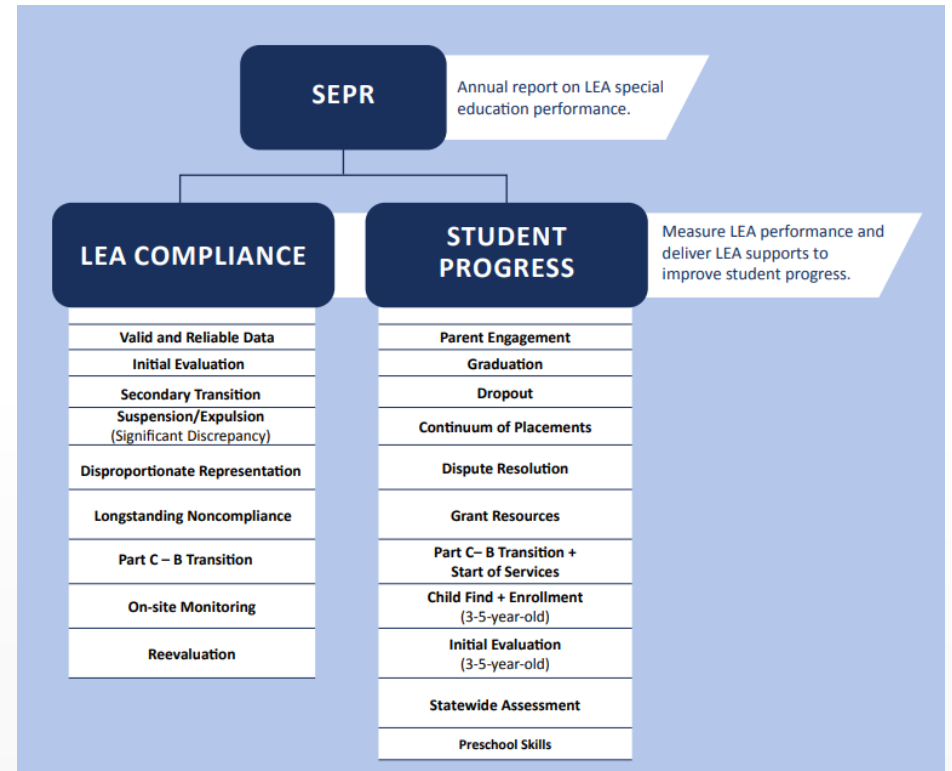 SEPR
Annual report on LEA special
education performance.
LEA COMPLIANCE
STUDENT
PROGRESS
Measure LEA performance and
deliver LEA supports to
improve student progress.
Valid and Reliable Data
Initial Evaluation
Secondary Transition
Suspension/Expulsion
(Significant Discrepancy)
Disproportionate Representation
Longstanding Noncompliance
Part C – B Transition
On-site Monitoring
Reevaluation
Parent Engagement
Graduation
Dropout
Continuum of Placements
Dispute Resolution
Grant Resources
Part C– B Transition +
Start of Services
Child Find + Enrollment
(3-5-year-old)
Initial Evaluation
(3-5-year-old)
Statewide Assessment
Preschool Skills